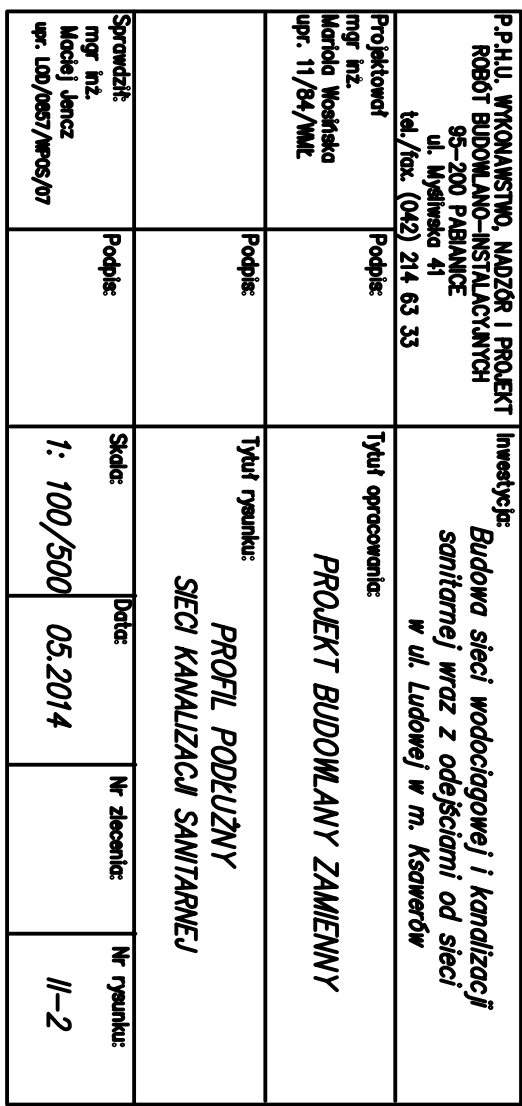 P.P.H.U. WYKONAWSTWO, NADZÓR I PROJEKT
ROBÓT BUDOWLANO-INSTALACYJNYCH
95-200 PABIANICE
ul. Myśliwska 41
tel./fax. (042) 214 63 33
Inwestycja:
Budowa sieci wodociągowej i kanalizacji
sanitarnej wraz z odejściami od sieci
w ul. Ludowej w m. Ksawerów
Projektował
mgr inż.
Mariola Wosińska
upr. 11/84/WMŁ
Podpis:
Tytuł opracowania:
PROJEKT BUDOWLANY ZAMIENNY
Podpis:
Tytuł rysunku:
PROFIL PODŁUŻNY
SIECI KANALIZACJI SANITARNEJ
Sprawdził:
mgr inż.
Maciej Jencz
upr. LOD/0857/WPOS/07
Podpis:
Skala:
1: 100/500
Data:
05.2014
Nr zlecenia:
Nr rysunku:
II-2